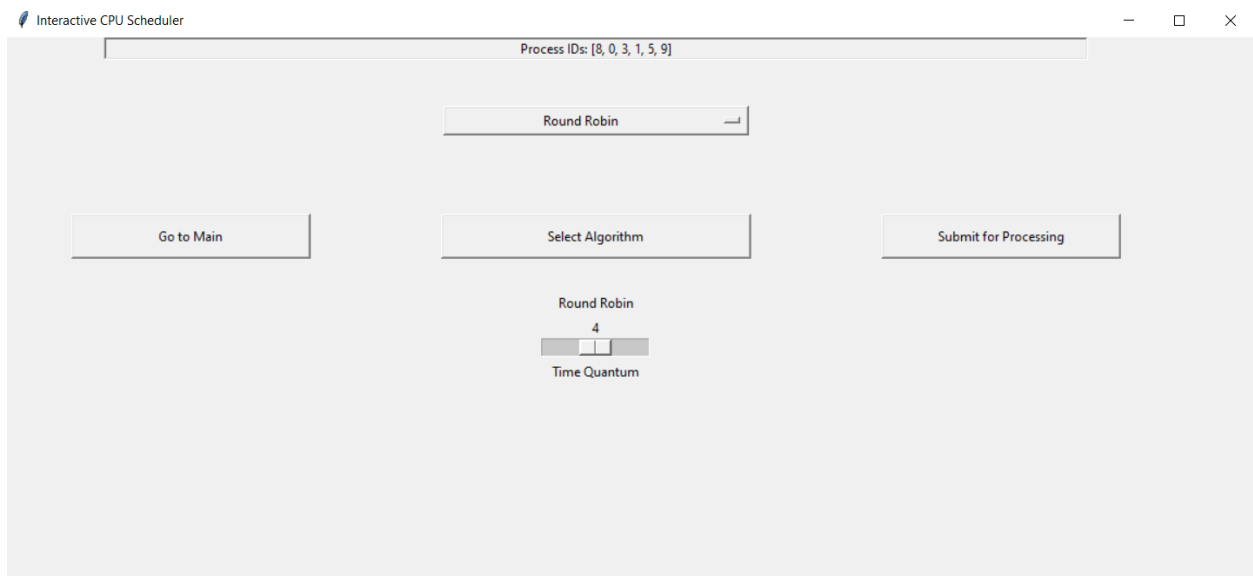 Interactive CPU Scheduler
Process IDs: [8, 0, 3, 1, 5, 9]
Round Robin
Go to Main
Select Algorithm
Submit for Processing
Round Robin
4
Time Quantum